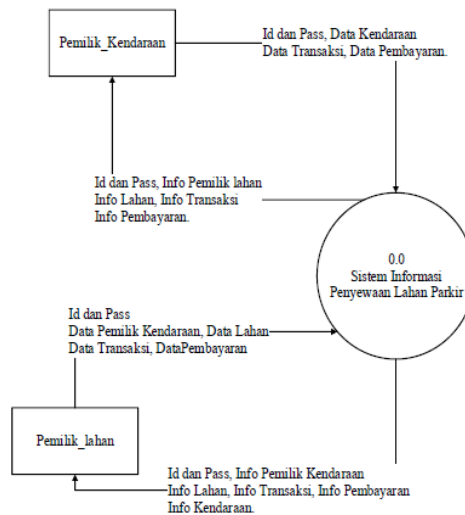 Pemilik_Kendaraan
Id dan Pass, Data Kendaraan
Data Transaksi, Data Pembayaran.
Id dan Pass, Info Pemilik lahan
Info Lahan, Info Transaksi
Info Pembayaran.
0.0
Sistem Informasi
Penyewaan Lahan Parkir
Id dan Pass
Data Pemilik Kendaraan, Data Lahan
Data Transaksi, DataPembayaran
Pemilik_lahan
Id dan Pass, Info Pemilik Kendaraan
Info Lahan, Info Transaksi, Info Pembayaran
Info Kendaraan.